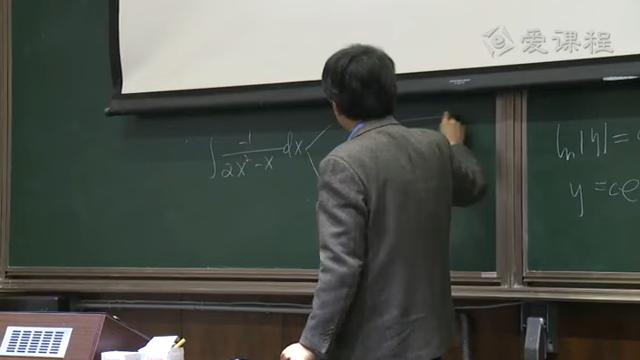 爱课程
∫ -1/(2x²-x) dx
ln|y|=
y=ce